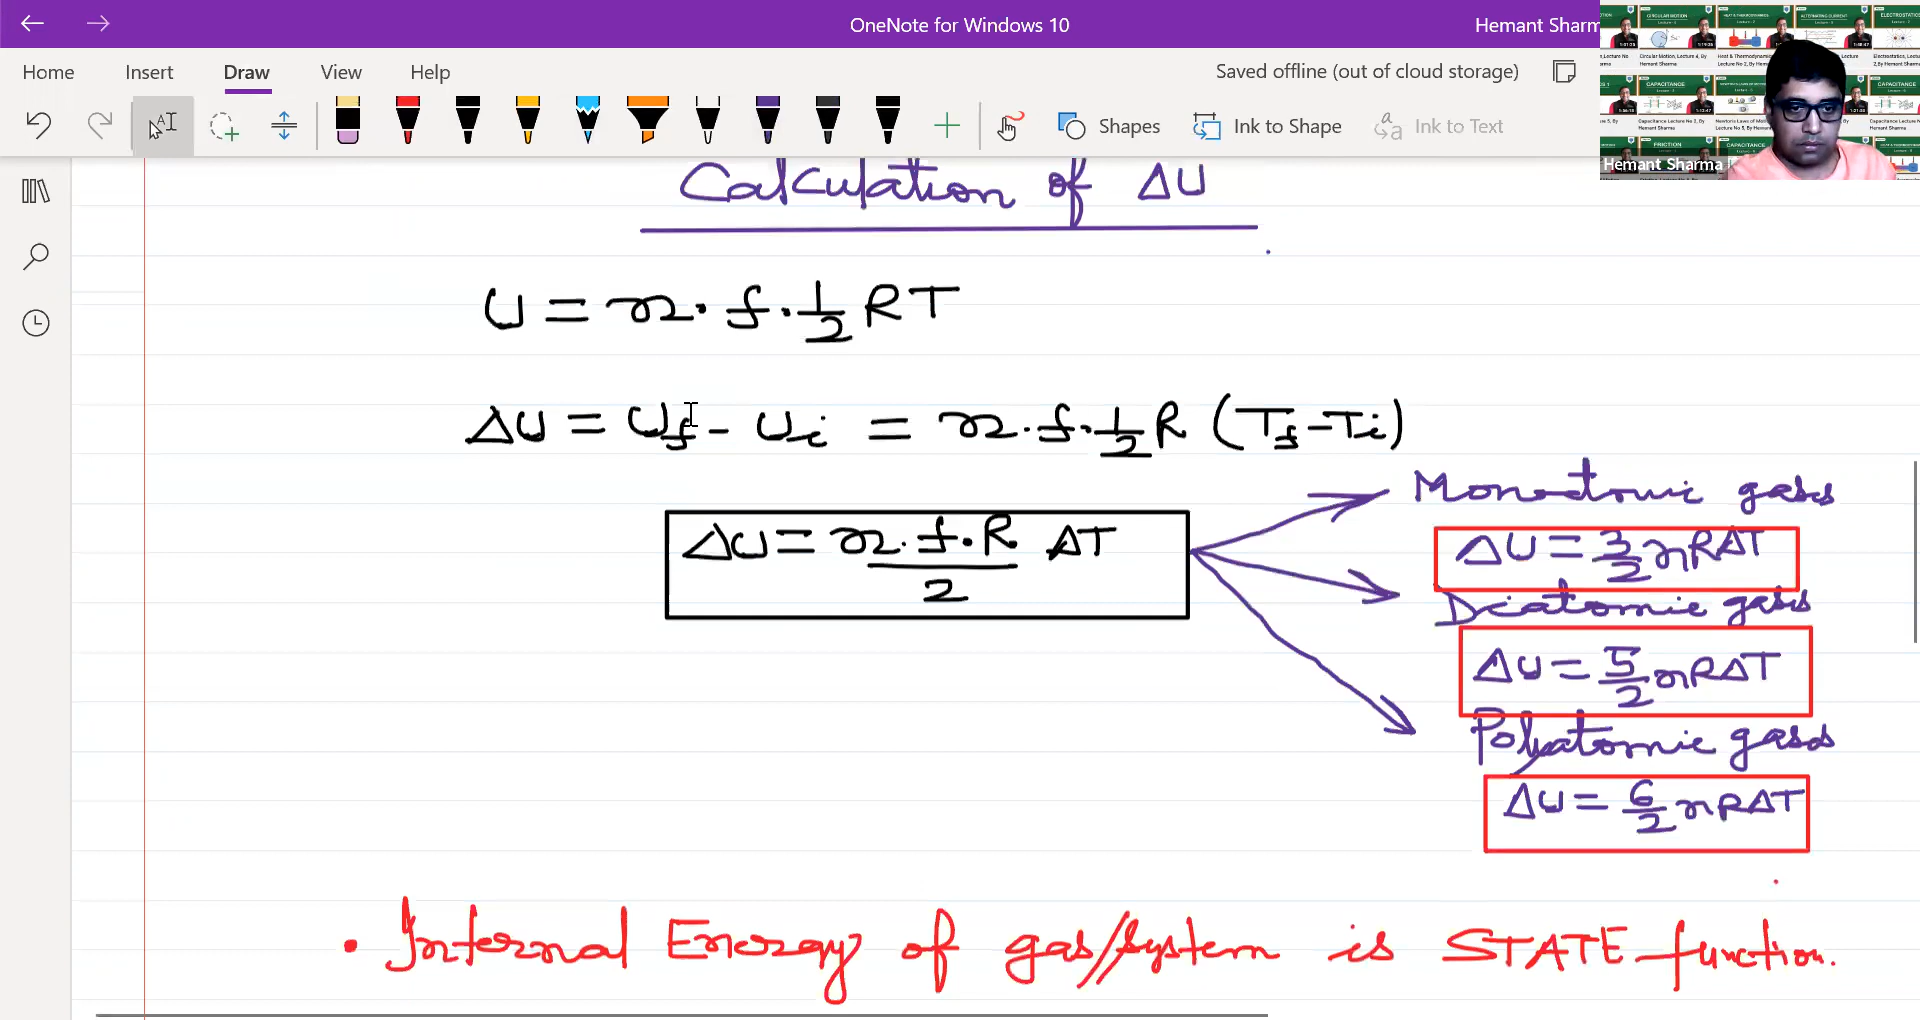 OneNote for Windows 10
Hemant Sharm
Home Insert Draw View Help
Saved offline (out of cloud storage)
Shapes Ink to Shape Ink to Text
Hemant Sharma
Calculation of ΔU
U = n · f · 1/2 RT
ΔU = Uf - Ui = n · f · 1/2 R (Tf - Ti)
ΔU = n · f · R / 2 ΔT
Monoatomic gases
ΔU = 3/2 nRΔT
Diatomic gases
ΔU = 5/2 nRΔT
Polyatomic gases
ΔU = 6/2 nRΔT
• Internal Energy of gas/system is STATE function.